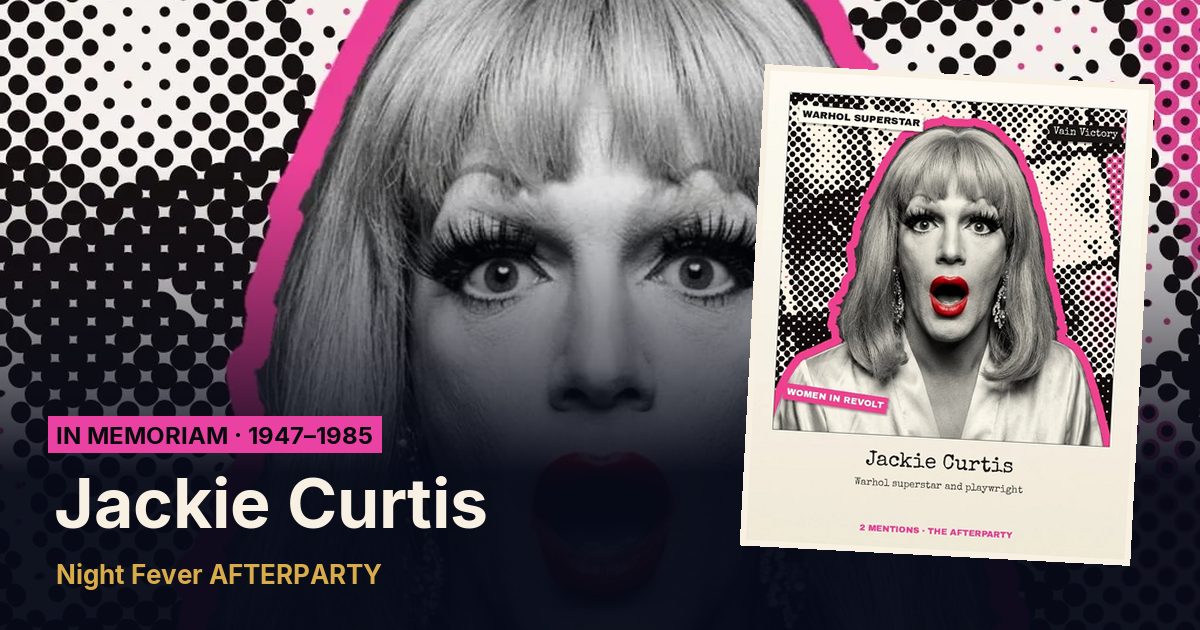 IN MEMORIAM · 1947–1985
Jackie Curtis
Night Fever AFTERPARTY
WARHOL SUPERSTAR
Vain Victory
WOMEN IN REVOLT
Jackie Curtis
Warhol superstar and playwright
2 MENTIONS · THE AFTERPARTY